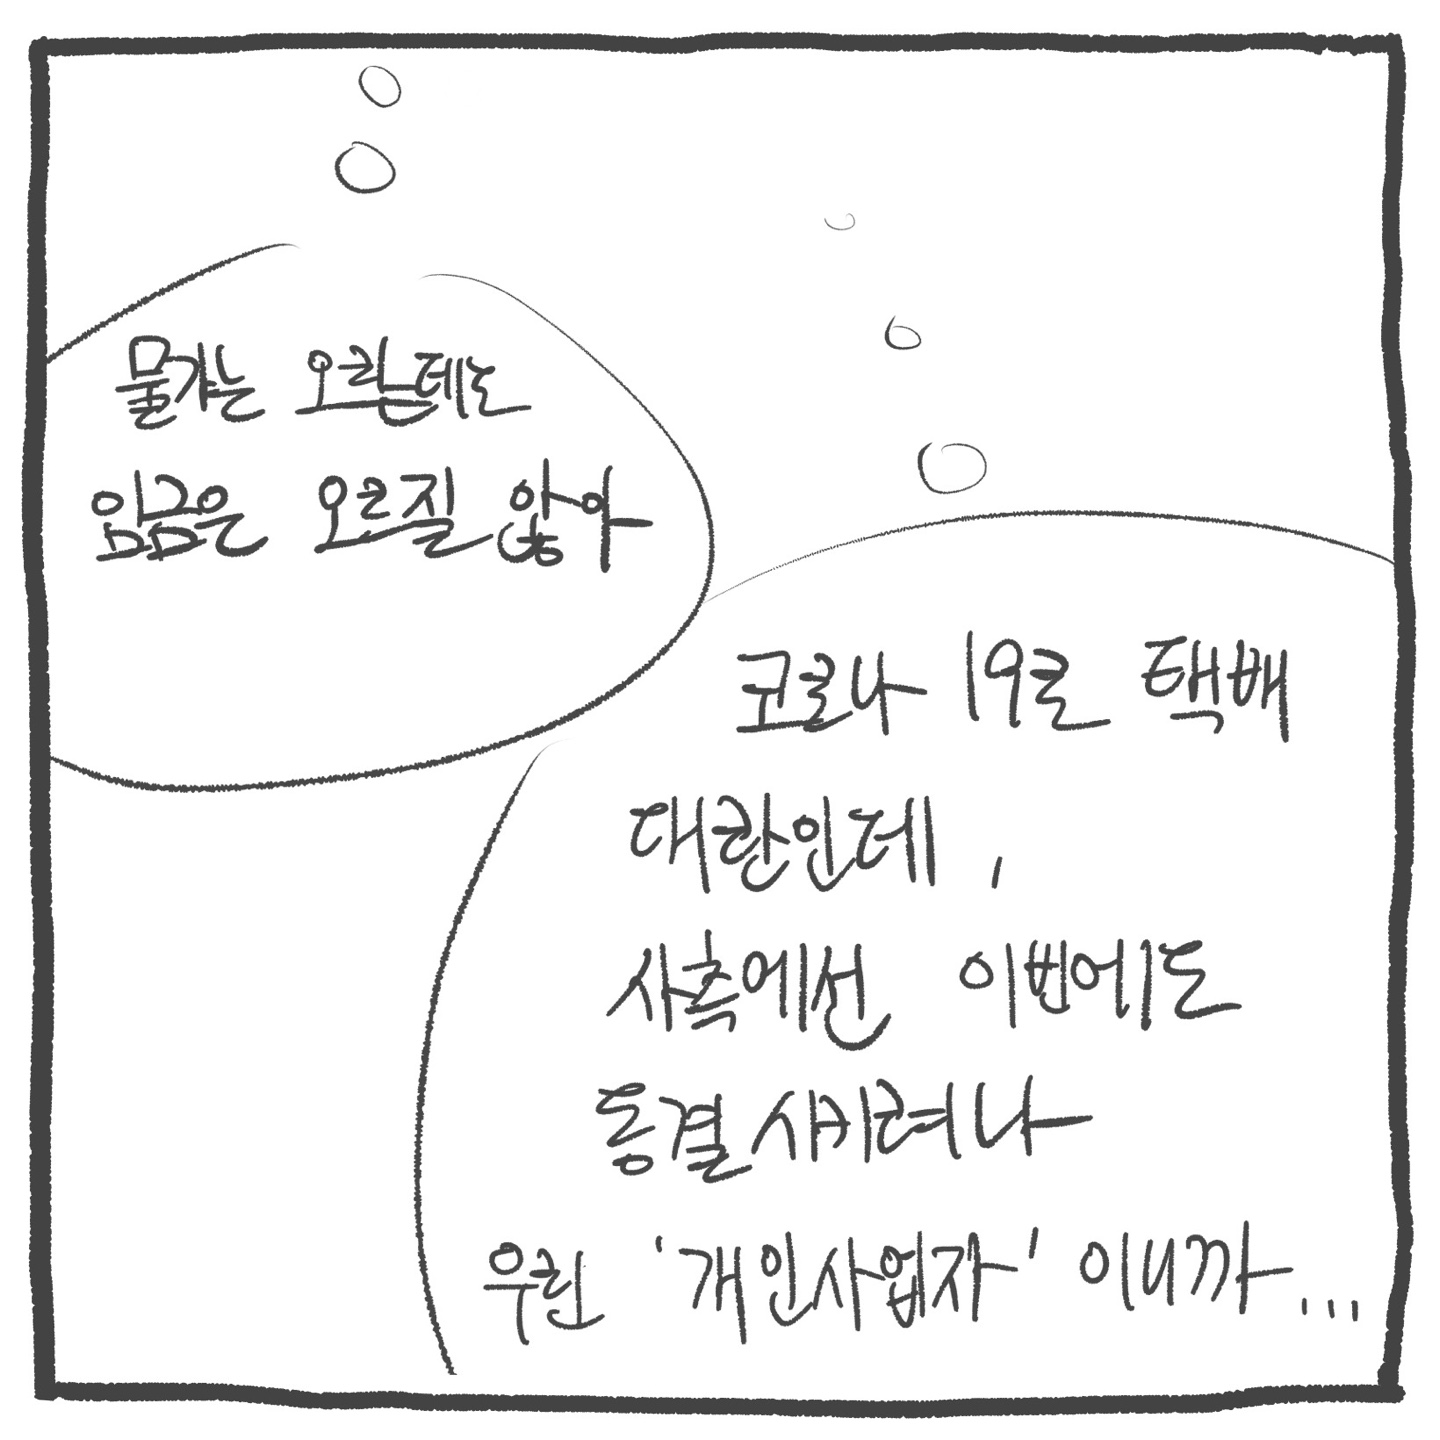 물가는 오름데도
임금은 오르질 않아
코로나 19로 택배
대란인데,
사측에선 이번에도
동결시키려나
우린 '개인사업자' 이니까...